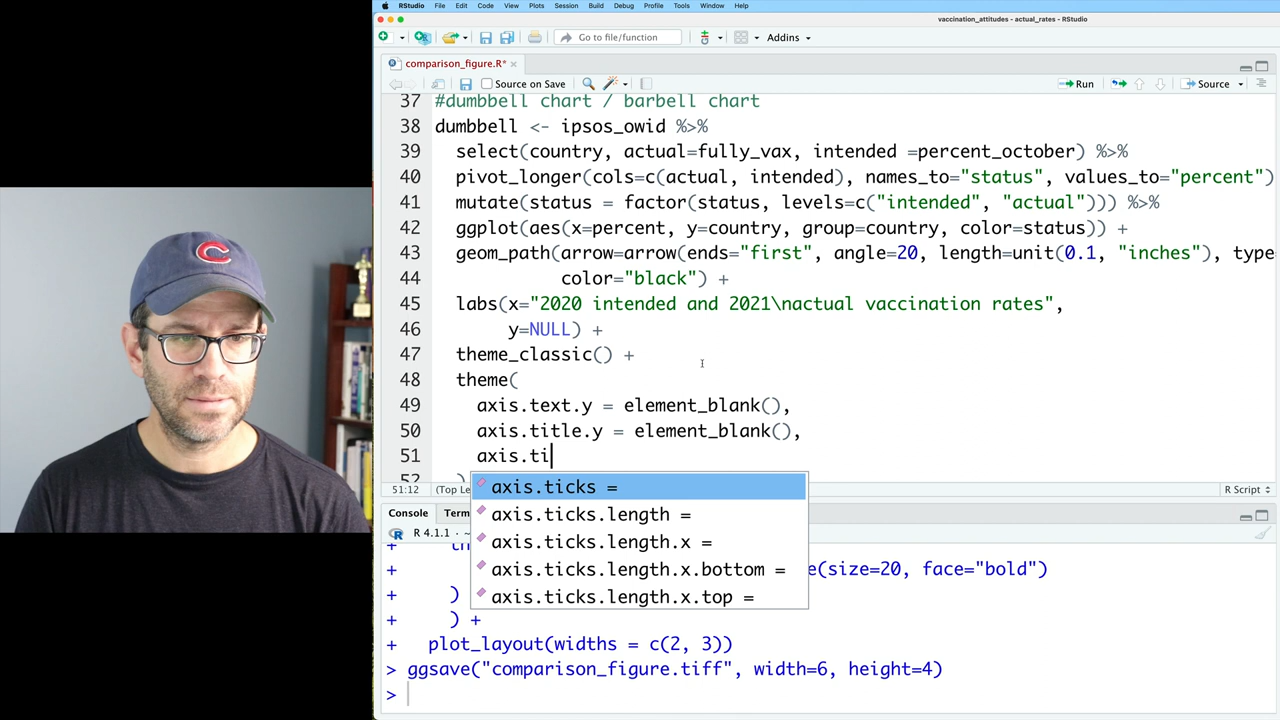 RStudio File Edit Code View Plots Session Build Debug Profile Tools Window Help
vaccination_attitudes - actual_rates - RStudio
Go to file/function Addins
comparison_figure.R*
Source on Save Run Source
37 #dumbbell chart / barbell chart
38 dumbbell <- ipsos_owid %>%
39 select(country, actual=fully_vax, intended =percent_october) %>%
40 pivot_longer(cols=c(actual, intended), names_to="status", values_to="percent")
41 mutate(status = factor(status, levels=c("intended", "actual"))) %>%
42 ggplot(aes(x=percent, y=country, group=country, color=status)) +
43 geom_path(arrow=arrow(ends="first", angle=20, length=unit(0.1, "inches"), type
44 color="black") +
45 labs(x="2020 intended and 2021\nactual vaccination rates",
46 y=NULL) +
47 theme_classic() +
48 theme(
49 axis.text.y = element_blank(),
50 axis.title.y = element_blank(),
51 axis.ti
52 )
axis.ticks =
axis.ticks.length =
axis.ticks.length.x =
axis.ticks.length.x.bottom =
axis.ticks.length.x.top =
51:12 (Top Le R Script
Console Term
R 4.1.1 · ~
+ e(size=20, face="bold")
+ )
+ ) +
+ plot_layout(widths = c(2, 3))
> ggsave("comparison_figure.tiff", width=6, height=4)
>